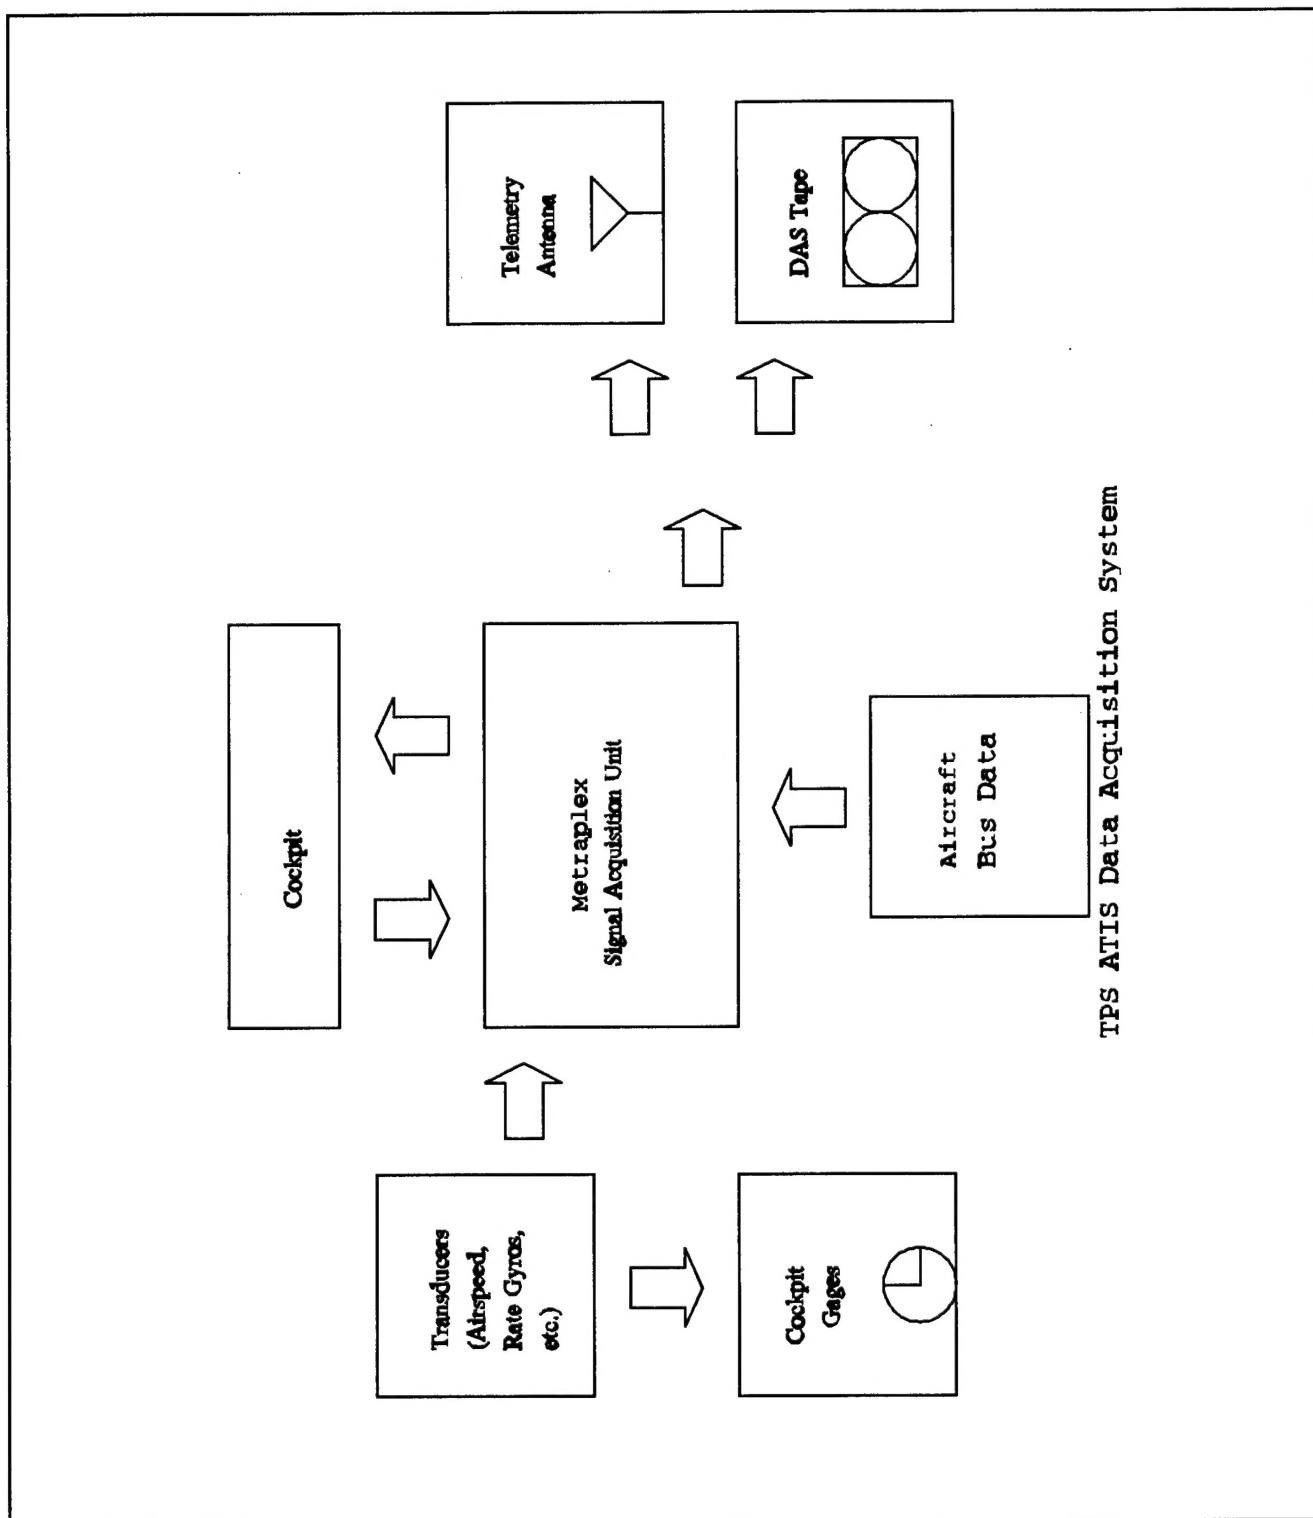 Cockpit
Transducers
(Airspeed,
Rate Gyros,
etc.)
Metraplex
Signal Acquisition Unit
Telemetry
Antenna
Cockpit
Gages
Aircraft
Bus Data
DAS Tape
TPS ATIS Data Acquisition System